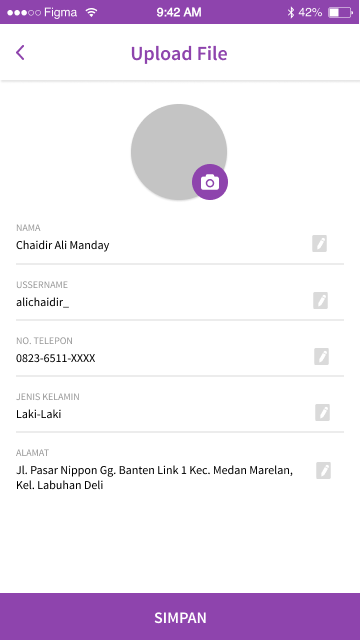 Figma
9:42 AM
42%
Upload File
NAMA
Chaidir Ali Manday
USSERNAME
alichaidir_
NO. TELEPON
0823-6511-XXXX
JENIS KELAMIN
Laki-Laki
ALAMAT
Jl. Pasar Nippon Gg. Banten Link 1 Kec. Medan Marelan,
Kel. Labuhan Deli
SIMPAN